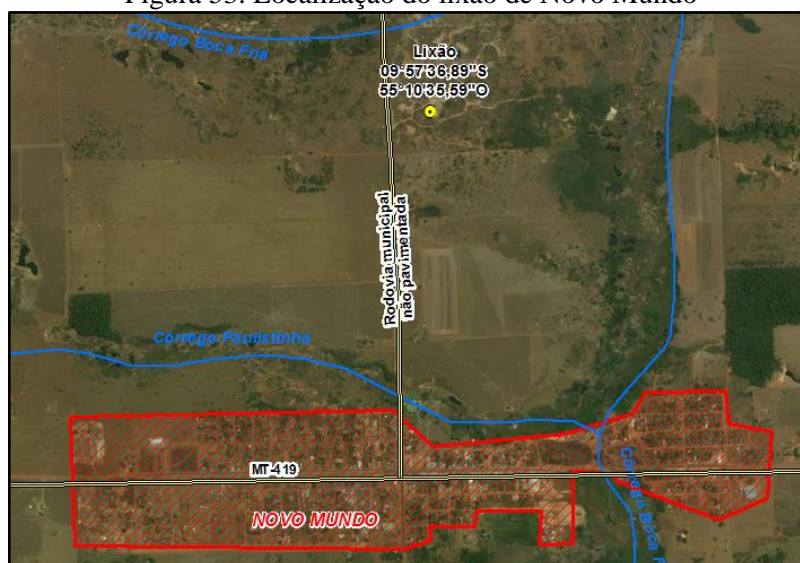 Figura 55. Localização do lixão de Novo Mundo
Córrego Boca Fria
Lixão
09°57'36,89"S
55°10'35,59"O
Rodovia municipal
não pavimentada
Córrego Paulistinha
MT-419
NOVO MUNDO
Córrego Boca